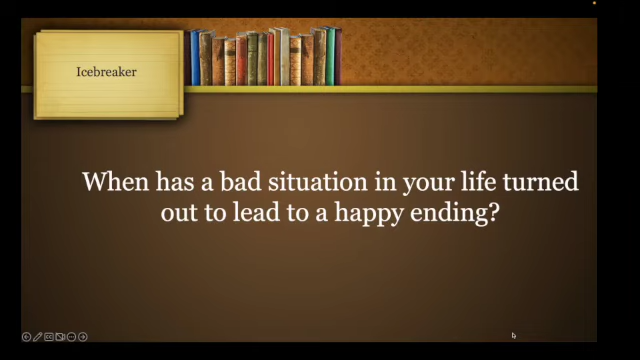 Icebreaker
When has a bad situation in your life turned
out to lead to a happy ending?